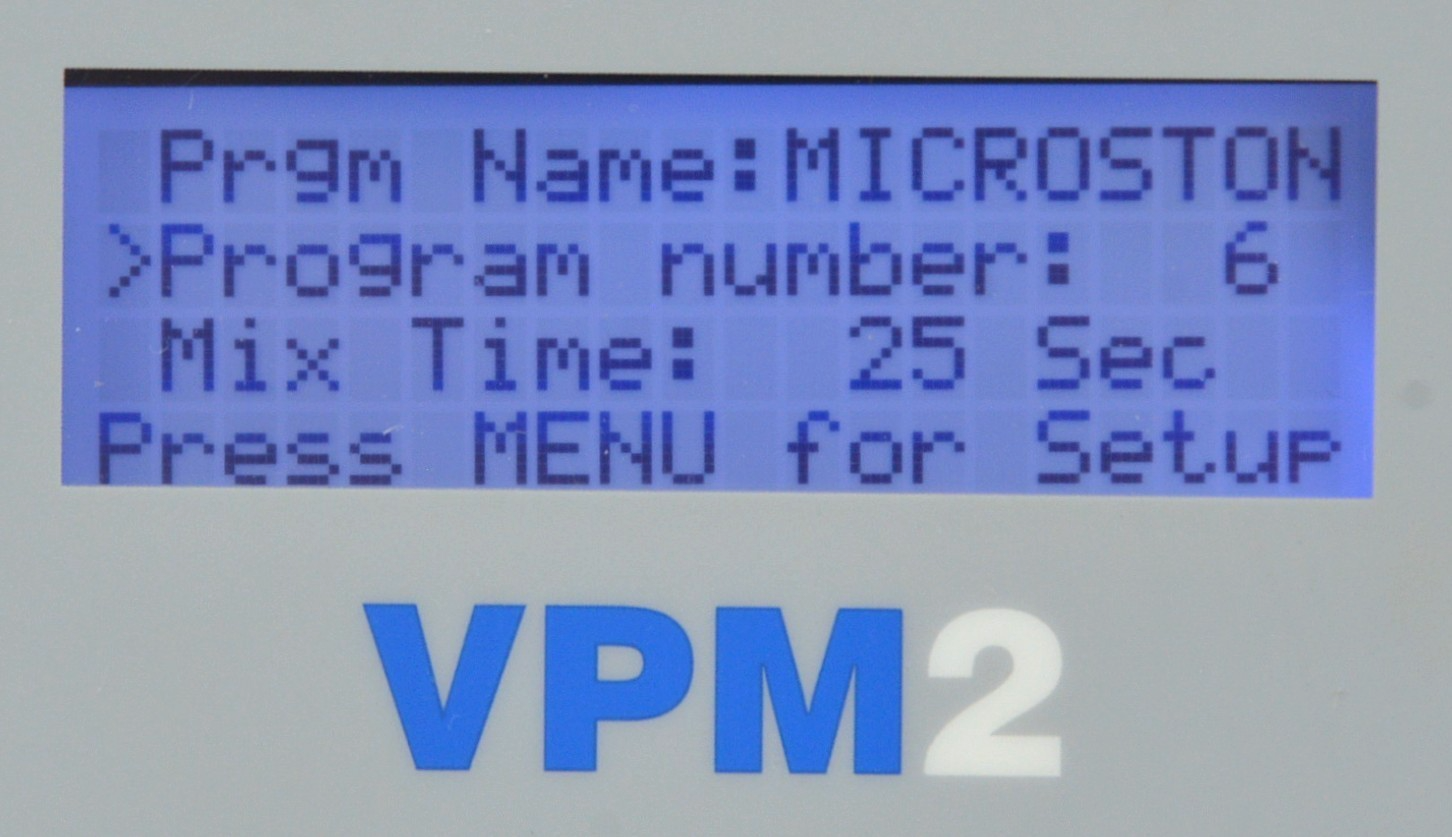 Prgm Name:MICROSTON
>Program number: 6
Mix Time: 25 Sec
Press MENU for Setup
VPM2